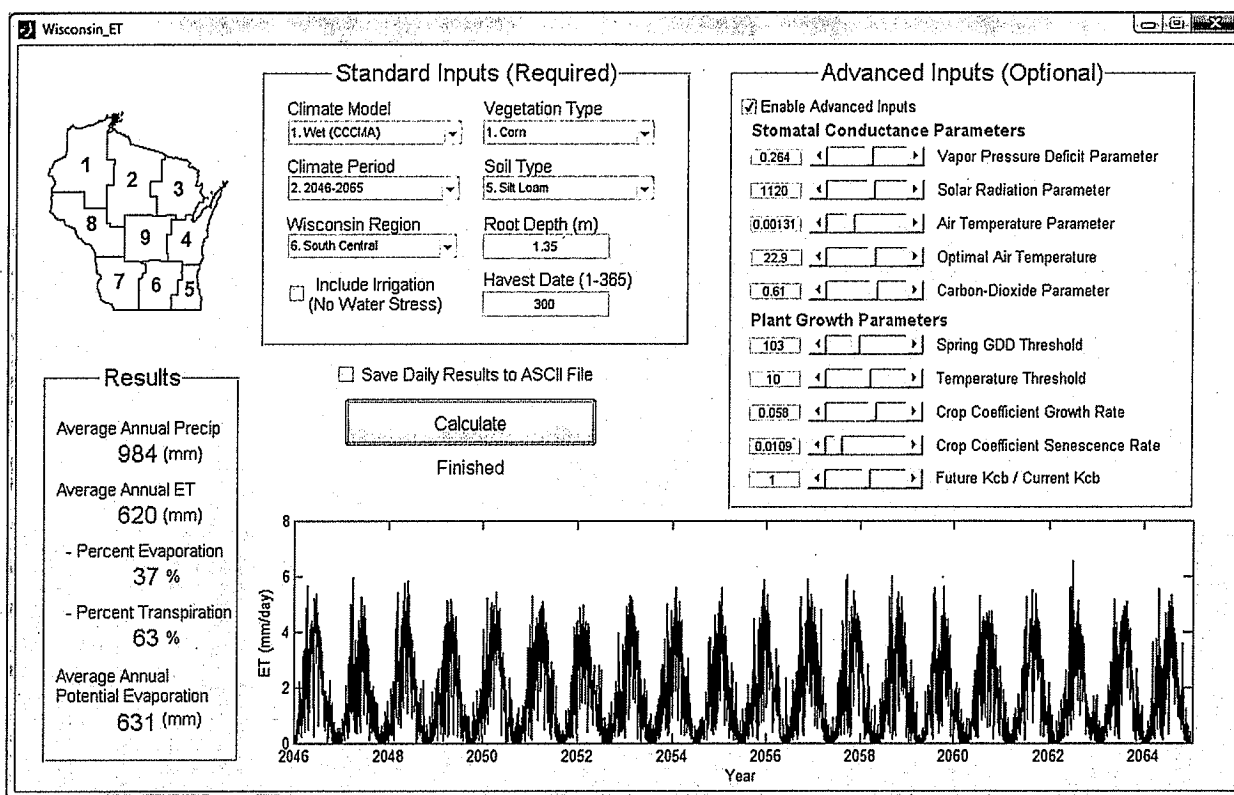 Wisconsin_ET
1
2
3
8
9
4
7
6
5
Standard Inputs (Required)
Climate Model
1. Wet (CCCMA)
Vegetation Type
1. Corn
Climate Period
2. 2046-2065
Soil Type
5. Silt Loam
Wisconsin Region
6. South Central
Root Depth (m)
1.35
Include Irrigation
(No Water Stress)
Havest Date (1-365)
300
Advanced Inputs (Optional)
Enable Advanced Inputs
Stomatal Conductance Parameters
0.264 Vapor Pressure Deficit Parameter
1120 Solar Radiation Parameter
0.00131 Air Temperature Parameter
22.9 Optimal Air Temperature
0.61 Carbon-Dioxide Parameter
Plant Growth Parameters
103 Spring GDD Threshold
10 Temperature Threshold
0.058 Crop Coefficient Growth Rate
0.0109 Crop Coefficient Senescence Rate
1 Future Kcb / Current Kcb
Save Daily Results to ASCII File
Calculate
Finished
Results
Average Annual Precip
984 (mm)
Average Annual ET
620 (mm)
- Percent Evaporation
37 %
- Percent Transpiration
63 %
Average Annual
Potential Evaporation
631 (mm)
8
6
4
2
0
ET (mm/day)
2046 2048 2050 2052 2054 2056 2058 2060 2062 2064
Year